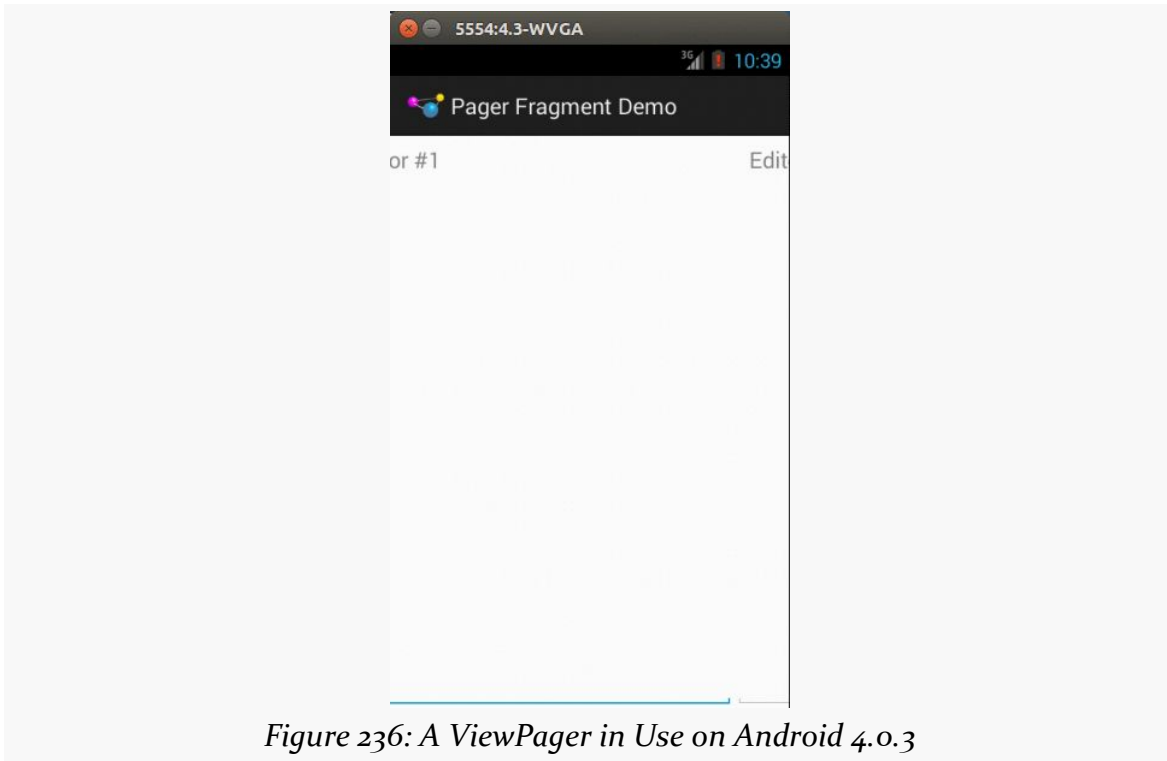 5554:4.3-WVGA
3G 10:39
Pager Fragment Demo
or #1 Edit
Figure 236: A ViewPager in Use on Android 4.0.3